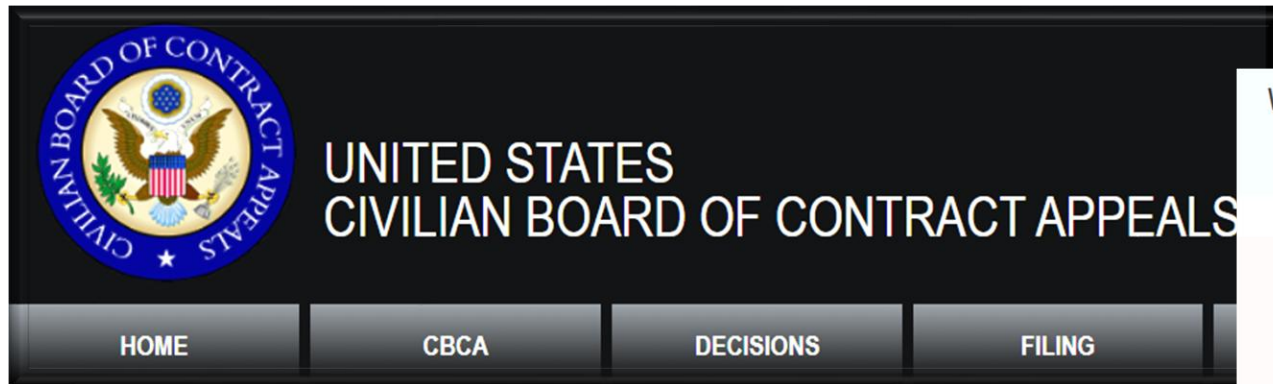 CIVILIAN BOARD OF CONTRACT APPEALS
UNITED STATES
CIVILIAN BOARD OF CONTRACT APPEALS
HOME
CBCA
DECISIONS
FILING